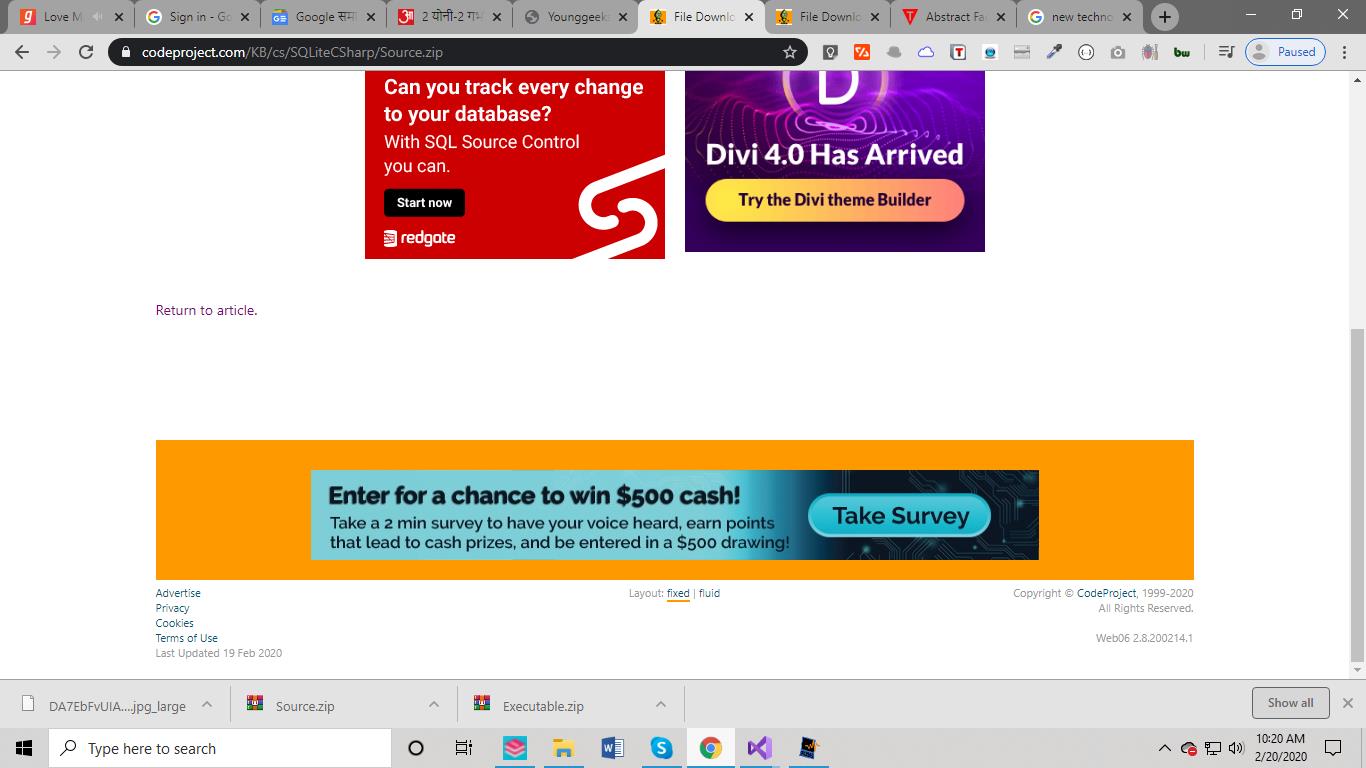 Love M
Sign in - Go
Google समा
2 योनी-2 गर्भ
Younggeeks
File Downlo
File Downlo
Abstract Fac
new techno
codeproject.com/KB/cs/SQLiteCSharp/Source.zip
Paused
Can you track every change
to your database?
With SQL Source Control
you can.
Start now
redgate
D
Divi 4.0 Has Arrived
Try the Divi theme Builder
Return to article.
Enter for a chance to win $500 cash!
Take a 2 min survey to have your voice heard, earn points
that lead to cash prizes, and be entered in a $500 drawing!
Take Survey
Advertise
Privacy
Cookies
Terms of Use
Last Updated 19 Feb 2020
Layout: fixed | fluid
Copyright © CodeProject, 1999-2020
All Rights Reserved.
Web06 2.8.200214.1
DA7EbFvUIA....jpg_large
Source.zip
Executable.zip
Show all
Type here to search
10:20 AM
2/20/2020